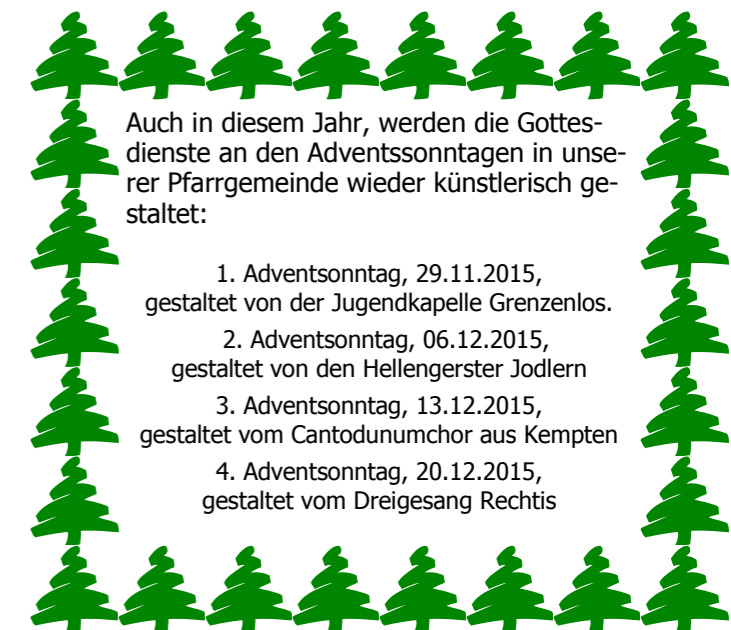 Auch in diesem Jahr, werden die Gottes-
dienste an den Adventssonntagen in unse-
rer Pfarrgemeinde wieder künstlerisch ge-
staltet:
1. Adventsonntag, 29.11.2015,
gestaltet von der Jugendkapelle Grenzenlos.
2. Adventsonntag, 06.12.2015,
gestaltet von den Hellengerster Jodlern
3. Adventsonntag, 13.12.2015,
gestaltet vom Cantodunumchor aus Kempten
4. Adventsonntag, 20.12.2015,
gestaltet vom Dreigesang Rechtis